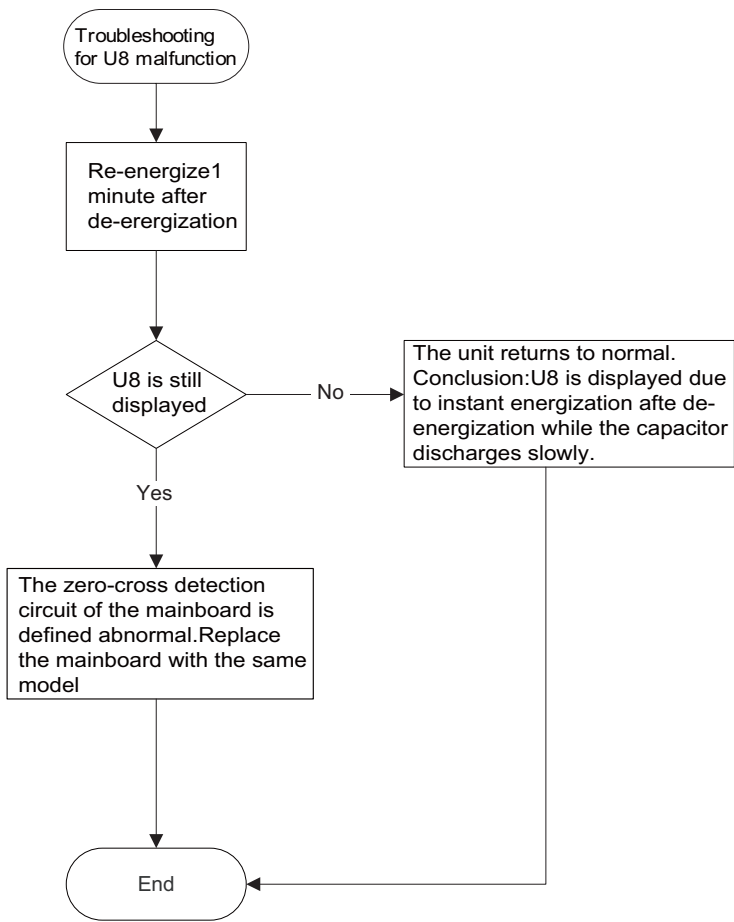 Troubleshooting
for U8 malfunction
Re-energize1
minute after
de-erergization
U8 is still
displayed
No
The unit returns to normal.
Conclusion:U8 is displayed due
to instant energization afte de-
energization while the capacitor
discharges slowly.
Yes
The zero-cross detection
circuit of the mainboard is
defined abnormal.Replace
the mainboard with the same
model
End